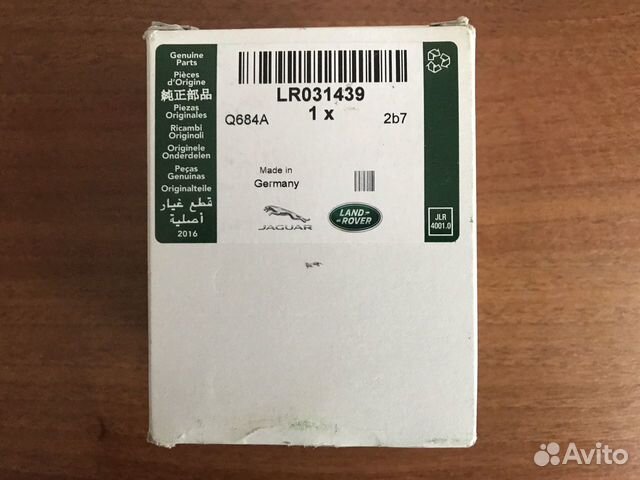 Genuine
Parts
Pièces
d'Origine
純正部品
Piezas
Originales
Ricambi
Originali
Originele
Onderdelen
Peças
Genuínas
Originalteile
قطع غيار
أصلية
2016
LR031439
1 x
Q684A
2b7
Made in
Germany
JAGUAR
LAND-
-ROVER
JLR
4001.0
Avito